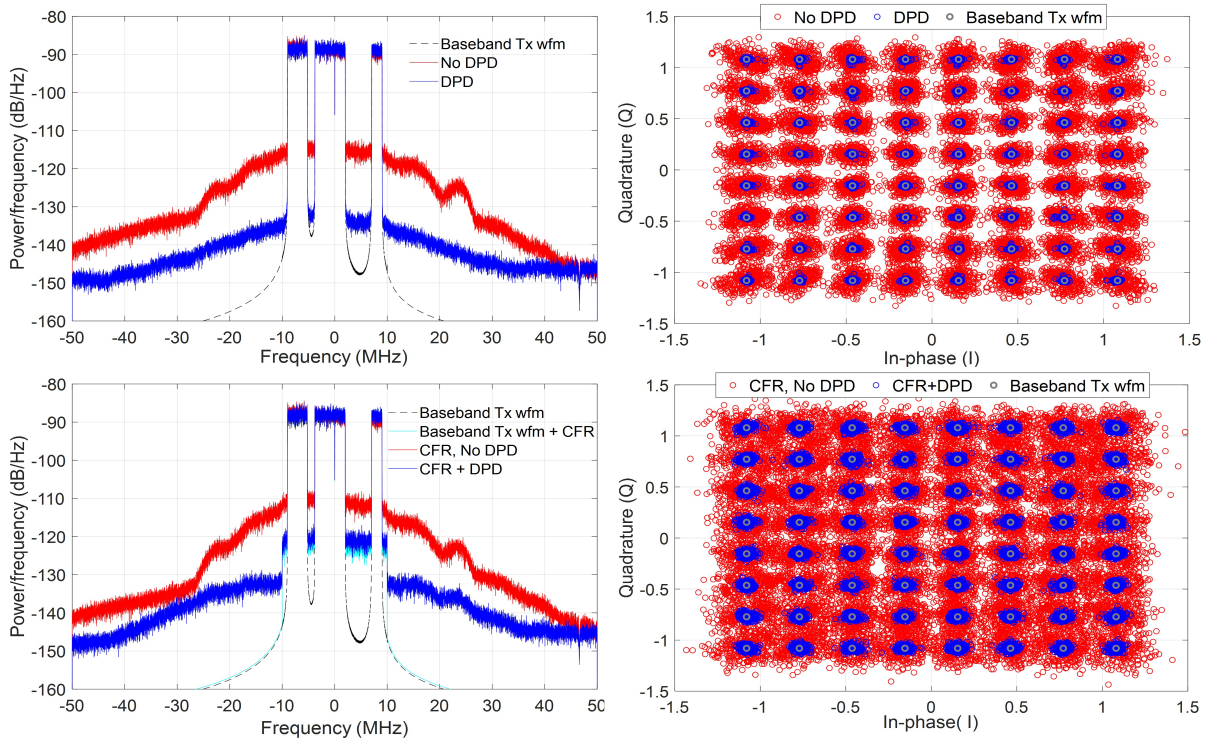 -80
-90
-100
-110
-120
-130
-140
-150
-160
Power/frequency (dB/Hz)
Baseband Tx wfm
No DPD
DPD
-50 -40 -30 -20 -10 0 10 20 30 40 50
Frequency (MHz)
No DPD DPD Baseband Tx wfm
1.5
1
0.5
0
-0.5
-1
-1.5
Quadrature (Q)
-1.5 -1 -0.5 0 0.5 1 1.5
In-phase (I)
-80
-90
-100
-110
-120
-130
-140
-150
-160
Power/frequency (dB/Hz)
Baseband Tx wfm
Baseband Tx wfm + CFR
CFR, No DPD
CFR + DPD
-50 -40 -30 -20 -10 0 10 20 30 40 50
Frequency (MHz)
CFR, No DPD CFR+DPD Baseband Tx wfm
1.5
1
0.5
0
-0.5
-1
-1.5
Quadrature (Q)
-1.5 -1 -0.5 0 0.5 1 1.5
In-phase( I)